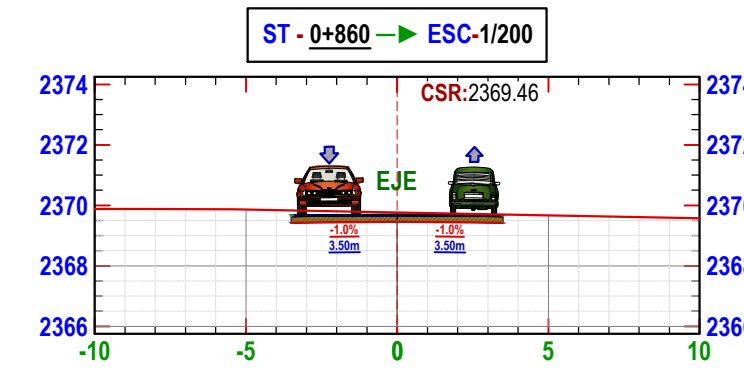 ST - 0+860 → ESC-1/200
2374 CSR:2369.46
2372
EJE
2370
-1.0% -1.0%
3.50m 3.50m
2368
2366
-10 -5 0 5 10